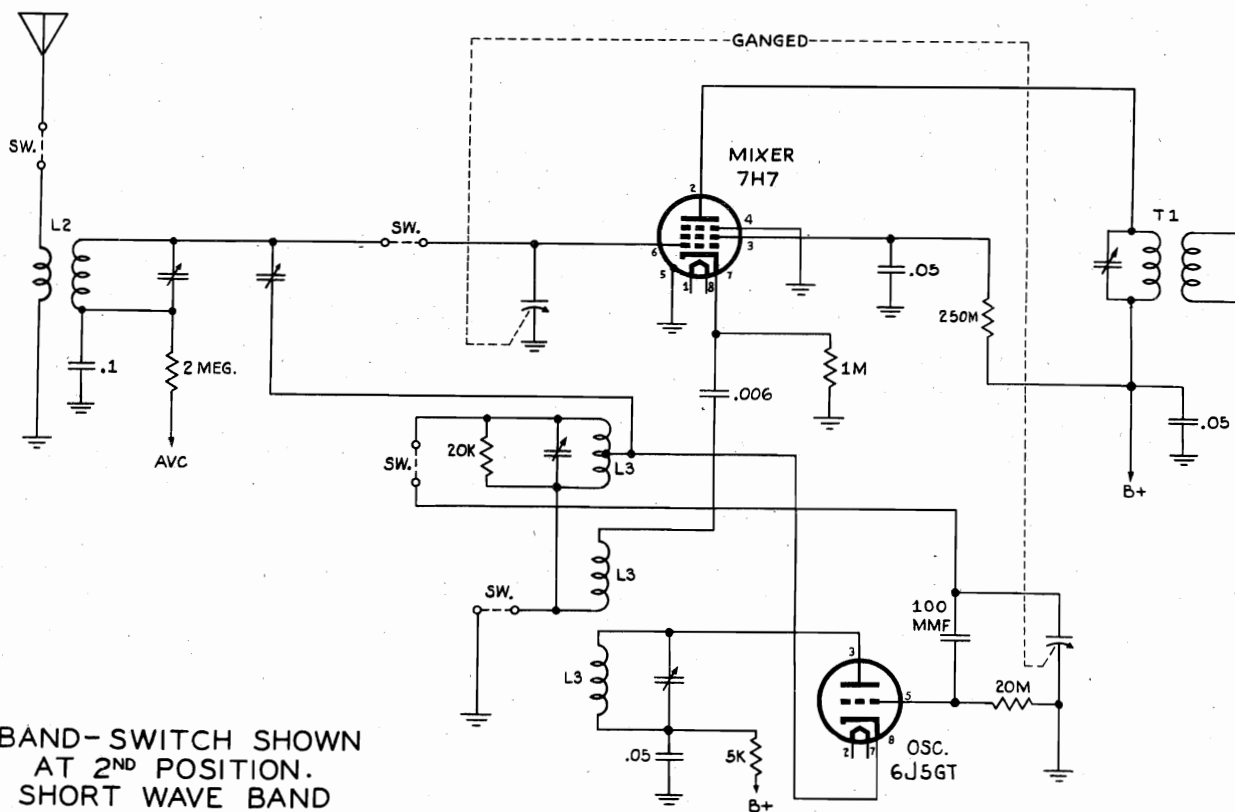 GANGED
SW.
MIXER
7H7
2
4
3
6
5
1
8
7
L2
SW.
T1
.05
250M
.1
2 MEG.
1M
.006
.05
AVC
SW.
20K
L3
B+
L3
SW.
100
MMF
L3
3
5
20M
2
7
8
.05
5K
OSC.
6J5GT
B+
BAND-SWITCH SHOWN
AT 2ND POSITION.
SHORT WAVE BAND